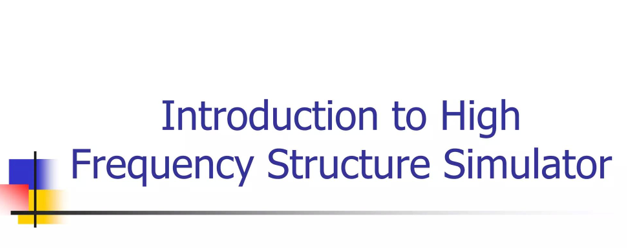 Introduction to High
Frequency Structure Simulator